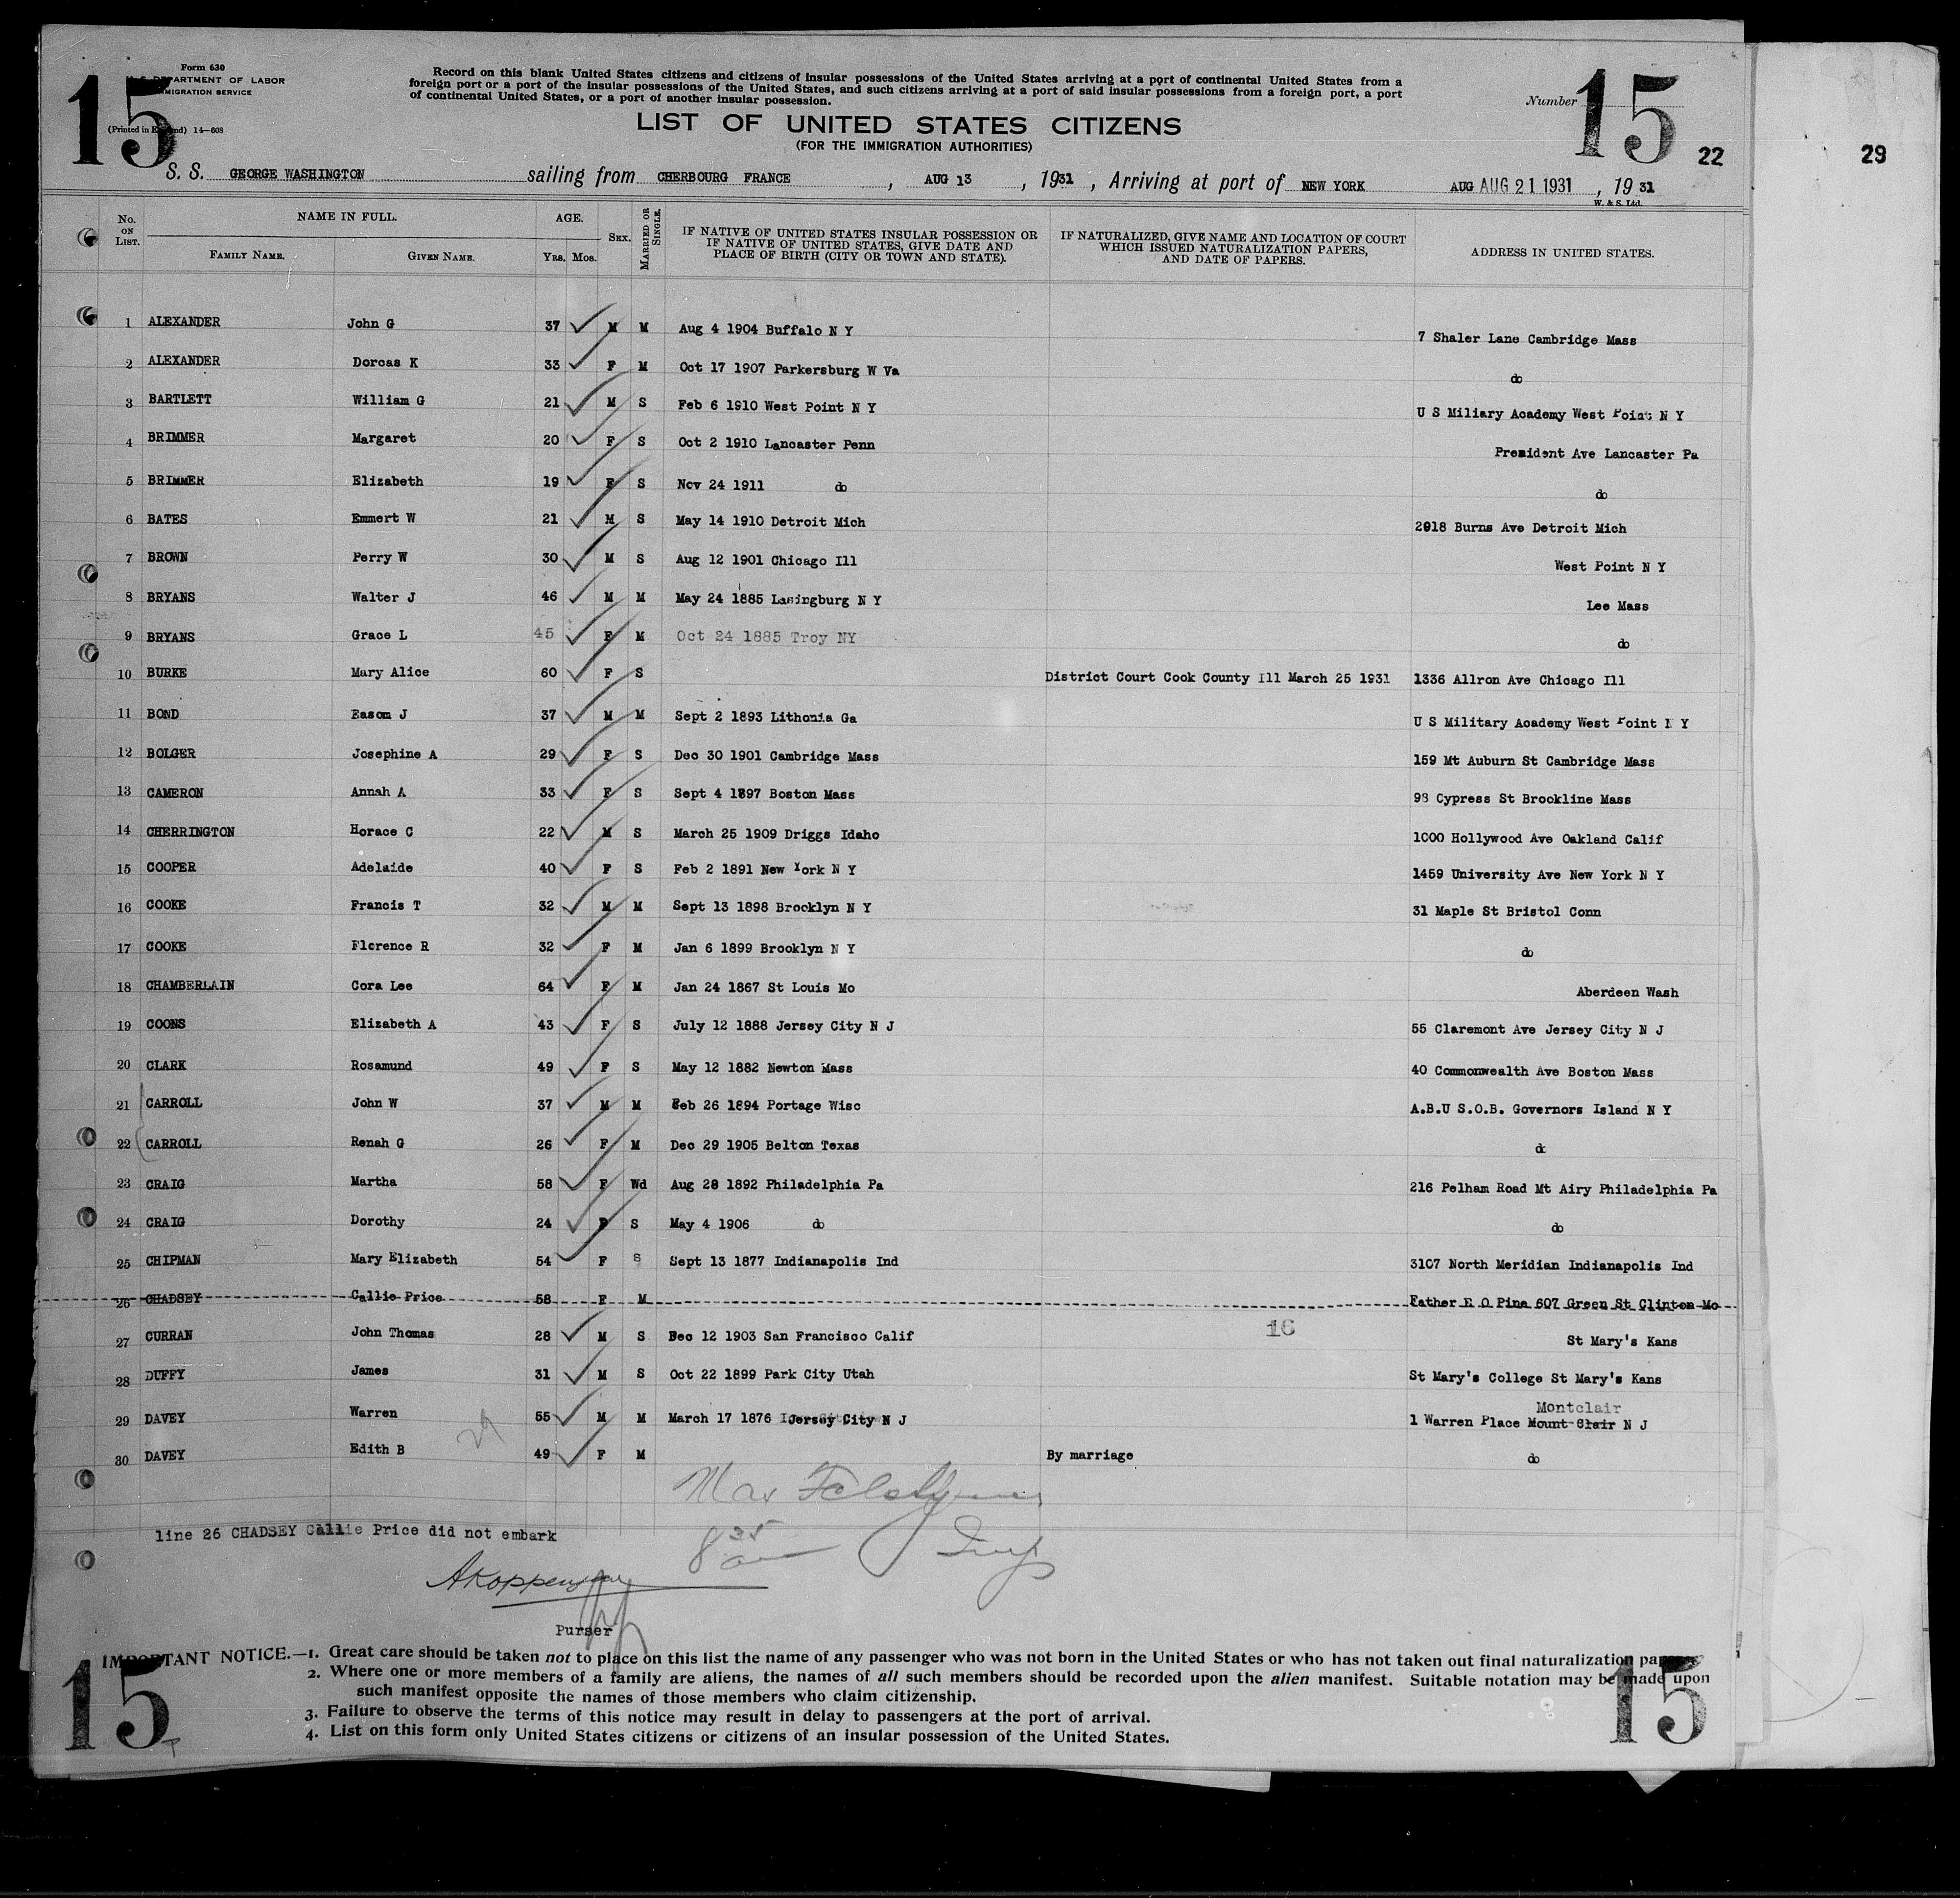 15
Form 630
DEPARTMENT OF LABOR
IMMIGRATION SERVICE
(Printed in England) 14—608
Record on this blank United States citizens and citizens of insular possessions of the United States arriving at a port of continental United States from a
foreign port or a port of the insular possessions of the United States, and such citizens arriving at a port of said insular possessions from a foreign port, a port
of continental United States, or a port of another insular possession.
LIST OF UNITED STATES CITIZENS
(FOR THE IMMIGRATION AUTHORITIES)
Number 15
22
29
S. S. GEORGE WASHINGTON sailing from CHERBOURG FRANCE, AUG 13, 1931, Arriving at port of NEW YORK AUG AUG 21 1931, 19 31
W. & S. Ltd.
No. ON LIST. NAME IN FULL. FAMILY NAME. GIVEN NAME. AGE. Yrs. Mos. SEX. MARRIED OR SINGLE. IF NATIVE OF UNITED STATES INSULAR POSSESSION OR IF NATIVE OF UNITED STATES, GIVE DATE AND PLACE OF BIRTH (CITY OR TOWN AND STATE). IF NATURALIZED, GIVE NAME AND LOCATION OF COURT WHICH ISSUED NATURALIZATION PAPERS, AND DATE OF PAPERS. ADDRESS IN UNITED STATES.
1 ALEXANDER John G 37 M M Aug 4 1904 Buffalo N Y 7 Shaler Lane Cambridge Mass
2 ALEXANDER Dorcas K 33 F M Oct 17 1907 Parkersburg W Va do
3 BARTLETT William G 21 M S Feb 6 1910 West Point N Y U S Miliary Academy West Point N Y
4 BRIMMER Margaret 20 F S Oct 2 1910 Lancaster Penn President Ave Lancaster Pa
5 BRIMMER Elizabeth 19 F S Nov 24 1911 do do
6 BATES Emmert W 21 M S May 14 1910 Detroit Mich 2918 Burns Ave Detroit Mich
7 BROWN Perry W 30 M S Aug 12 1901 Chicago Ill West Point N Y
8 BRYANS Walter J 46 M M May 24 1885 Lasingburg N Y Lee Mass
9 BRYANS Grace L 45 F M Oct 24 1885 Troy NY do
10 BURKE Mary Alice 60 F S District Court Cook County Ill March 25 1931 1336 Allron Ave Chicago Ill
11 BOND Eason J 37 M M Sept 2 1893 Lithonia Ga U S Military Academy West Point N Y
12 BOLGER Josephine A 29 F S Dec 30 1901 Cambridge Mass 159 Mt Auburn St Cambridge Mass
13 CAMERON Annah A 33 F S Sept 4 1897 Boston Mass 98 Cypress St Brockline Mass
14 CHERRINGTON Horace C 22 M S March 25 1909 Driggs Idaho 1000 Hollywood Ave Oakland Calif
15 COOPER Adelaide 40 F S Feb 2 1891 New York N Y 1459 University Ave New York N Y
16 COOKE Francis T 32 M M Sept 13 1898 Brocklyn N Y 31 Maple St Bristol Conn
17 COOKE Florence R 32 F M Jan 6 1899 Brooklyn N Y do
18 CHAMBERLAIN Cora Lee 64 F M Jan 24 1867 St Louis Mo Aberdeen Wash
19 COONS Elizabeth A 43 F S July 12 1888 Jersey City N J 55 Claremont Ave Jersey City N J
20 CLARK Rosamund 49 F S May 12 1882 Newton Mass 40 Commonwealth Ave Boston Mass
21 CARROLL John W 37 M M Feb 26 1894 Portage Wisc A.B.U S.O.B. Governors Island N Y
22 CARROLL Renah G 26 F M Dec 29 1905 Belton Texas do
23 CRAIG Martha 58 F Wd Aug 28 1892 Philadelphia Pa 216 Pelham Road Mt Airy Philadelphia Pa
24 CRAIG Dorothy 24 F S May 4 1906 do do
25 CHIPMAN Mary Elizabeth 54 F S Sept 13 1877 Indianapolis Ind 3107 North Meridian Indianapolis Ind
26 CHADSEY Callie Price 58 F M Father E O Pine 607 Green St Clinton Mo
27 CURRAN John Thomas 28 M S Dec 12 1903 San Francisco Calif 16 St Mary's Kans
28 DUFFY James 31 M S Oct 22 1899 Park City Utah St Mary's College St Mary's Kans
29 DAVEY Warren 55 M M March 17 1876 Jersey City N J Montclair 1 Warren Place Mount Clair N J
30 DAVEY Edith B 49 F M By marriage do
29
line 26 CHADSEY Callie Price did not embark
8 35
Purser
IMPORTANT NOTICE.—1. Great care should be taken not to place on this list the name of any passenger who was not born in the United States or who has not taken out final naturalization papers.
2. Where one or more members of a family are aliens, the names of all such members should be recorded upon the alien manifest. Suitable notation may be made upon
such manifest opposite the names of those members who claim citizenship.
3. Failure to observe the terms of this notice may result in delay to passengers at the port of arrival.
4. List on this form only United States citizens or citizens of an insular possession of the United States.
15
15